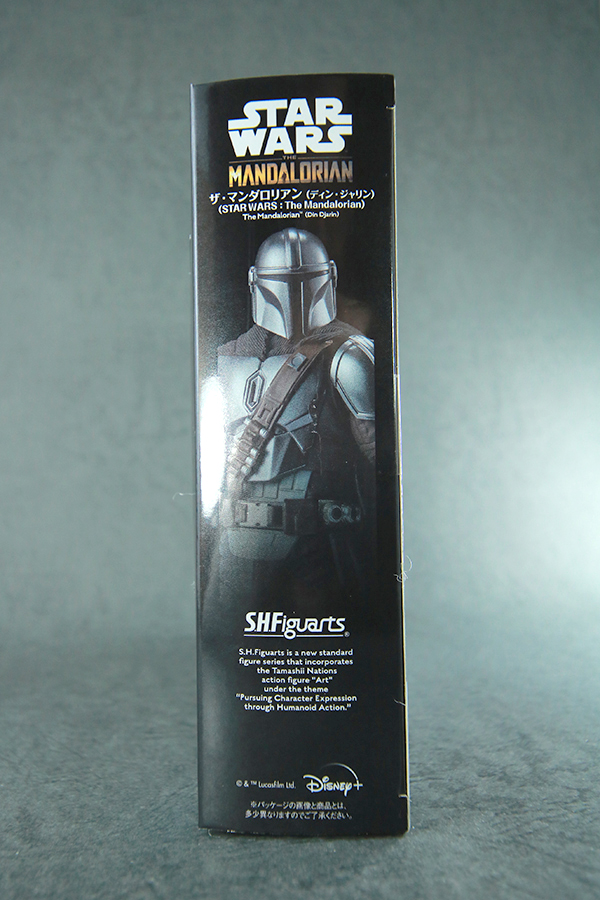 STAR
WARS
THE
MANDALORIAN
ザ・マンダロリアン (ディン・ジャリン)
(STAR WARS : The Mandalorian)
The Mandalorian™ (Din Djarin)
S.H.Figuarts®
S.H.Figuarts is a new standard
figure series that incorporates
the Tamashii Nations
action figure "Art"
under the theme
"Pursuing Character Expression
through Humanoid Action."
© & ™ Lucasfilm Ltd. Disney+
※パッケージの画像と商品とは、
多少異なりますのでご了承ください。